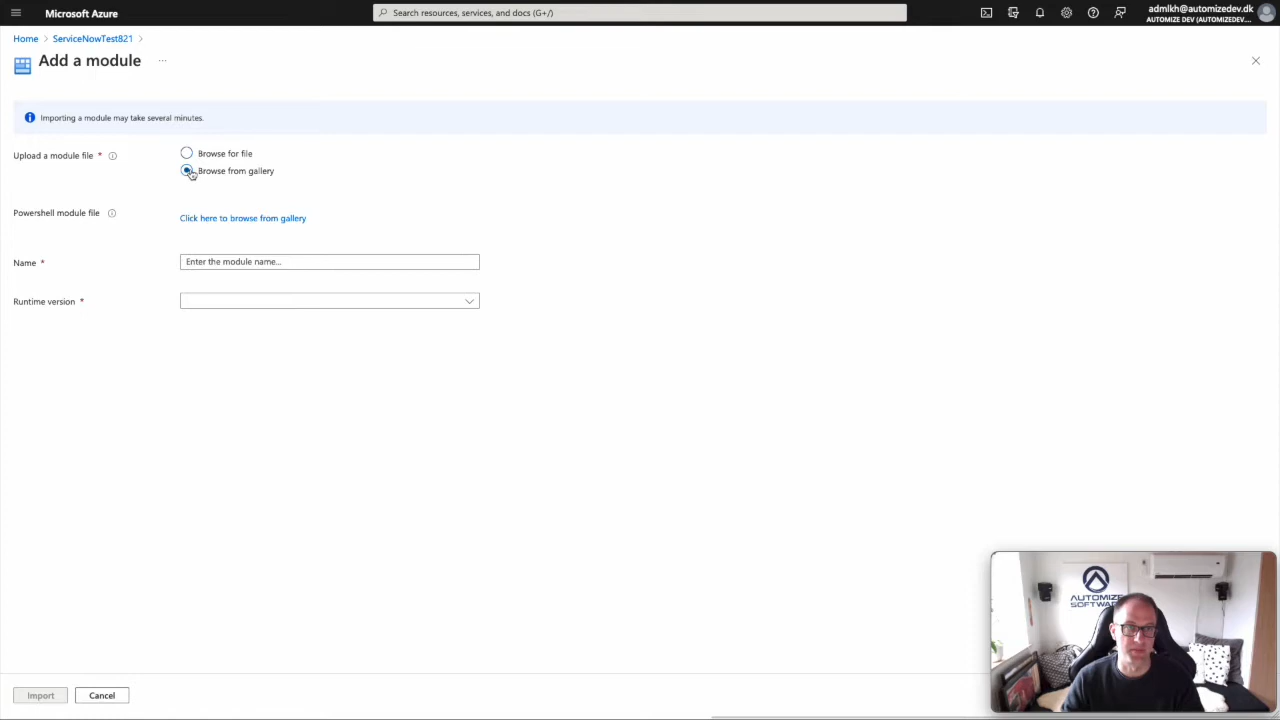 Microsoft Azure
Search resources, services, and docs (G+/)
admlkh@automizedev.dk
AUTOMIZE DEV (AUTOMIZEDEV....
Home > ServiceNowTest821 >
Add a module ...
Importing a module may take several minutes.
Upload a module file *
Browse for file
Browse from gallery
Powershell module file
Click here to browse from gallery
Name *
Enter the module name...
Runtime version *
Import
Cancel
AUTOMIZE
SOFTWAR